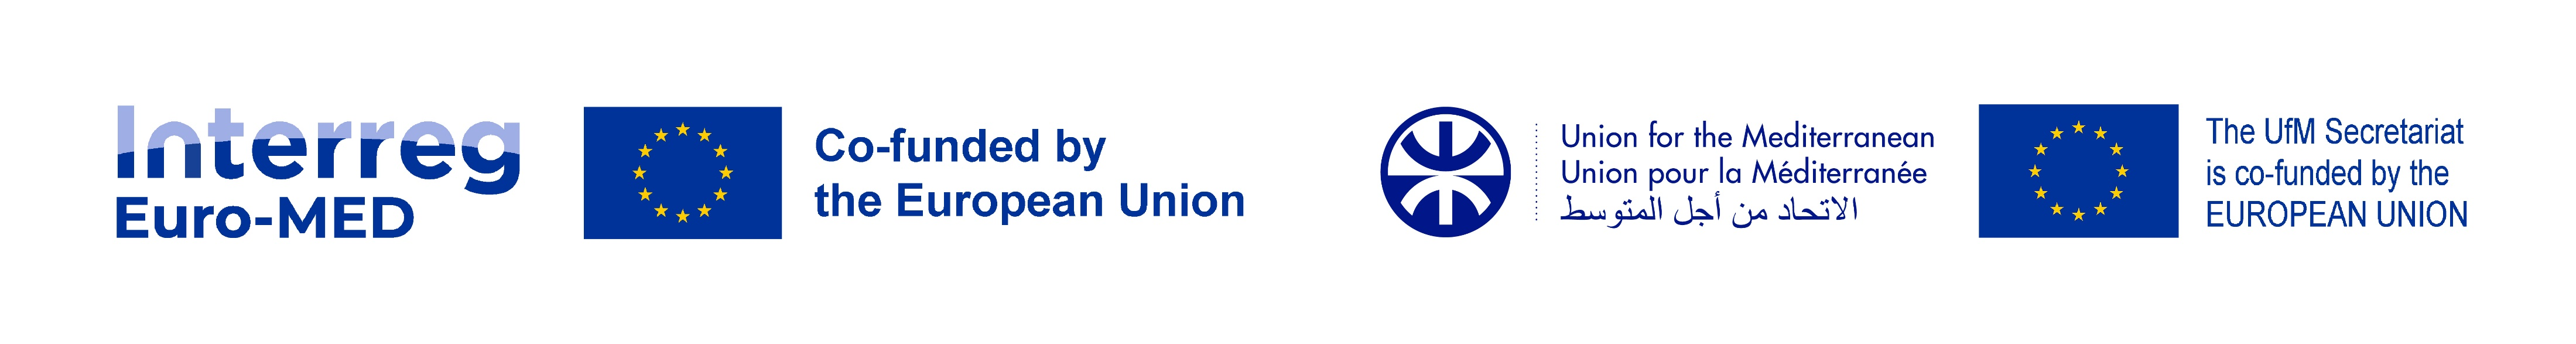 Interreg
Euro-MED
Co-funded by
the European Union
Union for the Mediterranean
Union pour la Méditerranée
الاتحاد من أجل المتوسط
The UfM Secretariat
is co-funded by the
EUROPEAN UNION